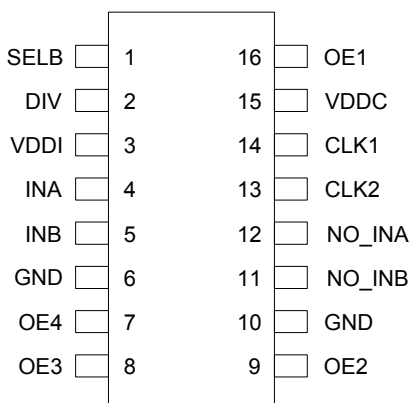 SELB 1 16 OE1
DIV 2 15 VDDC
VDDI 3 14 CLK1
INA 4 13 CLK2
INB 5 12 NO_INA
GND 6 11 NO_INB
OE4 7 10 GND
OE3 8 9 OE2